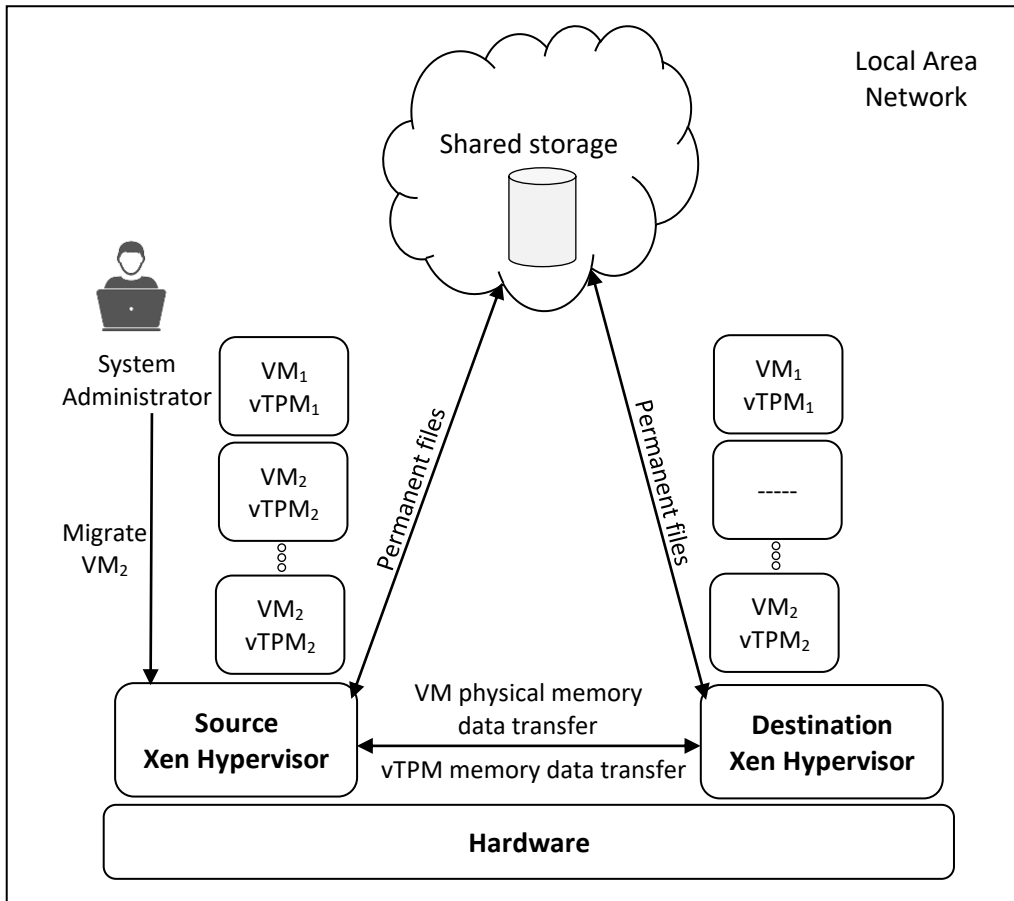 Local Area
Network
Shared storage
System
Administrator
Migrate
VM₂
VM₁
vTPM₁
VM₂
vTPM₂
VM₂
vTPM₂
Permanent files
Permanent files
VM₁
vTPM₁
-----
VM₂
vTPM₂
Source
Xen Hypervisor
VM physical memory
data transfer
vTPM memory data transfer
Destination
Xen Hypervisor
Hardware